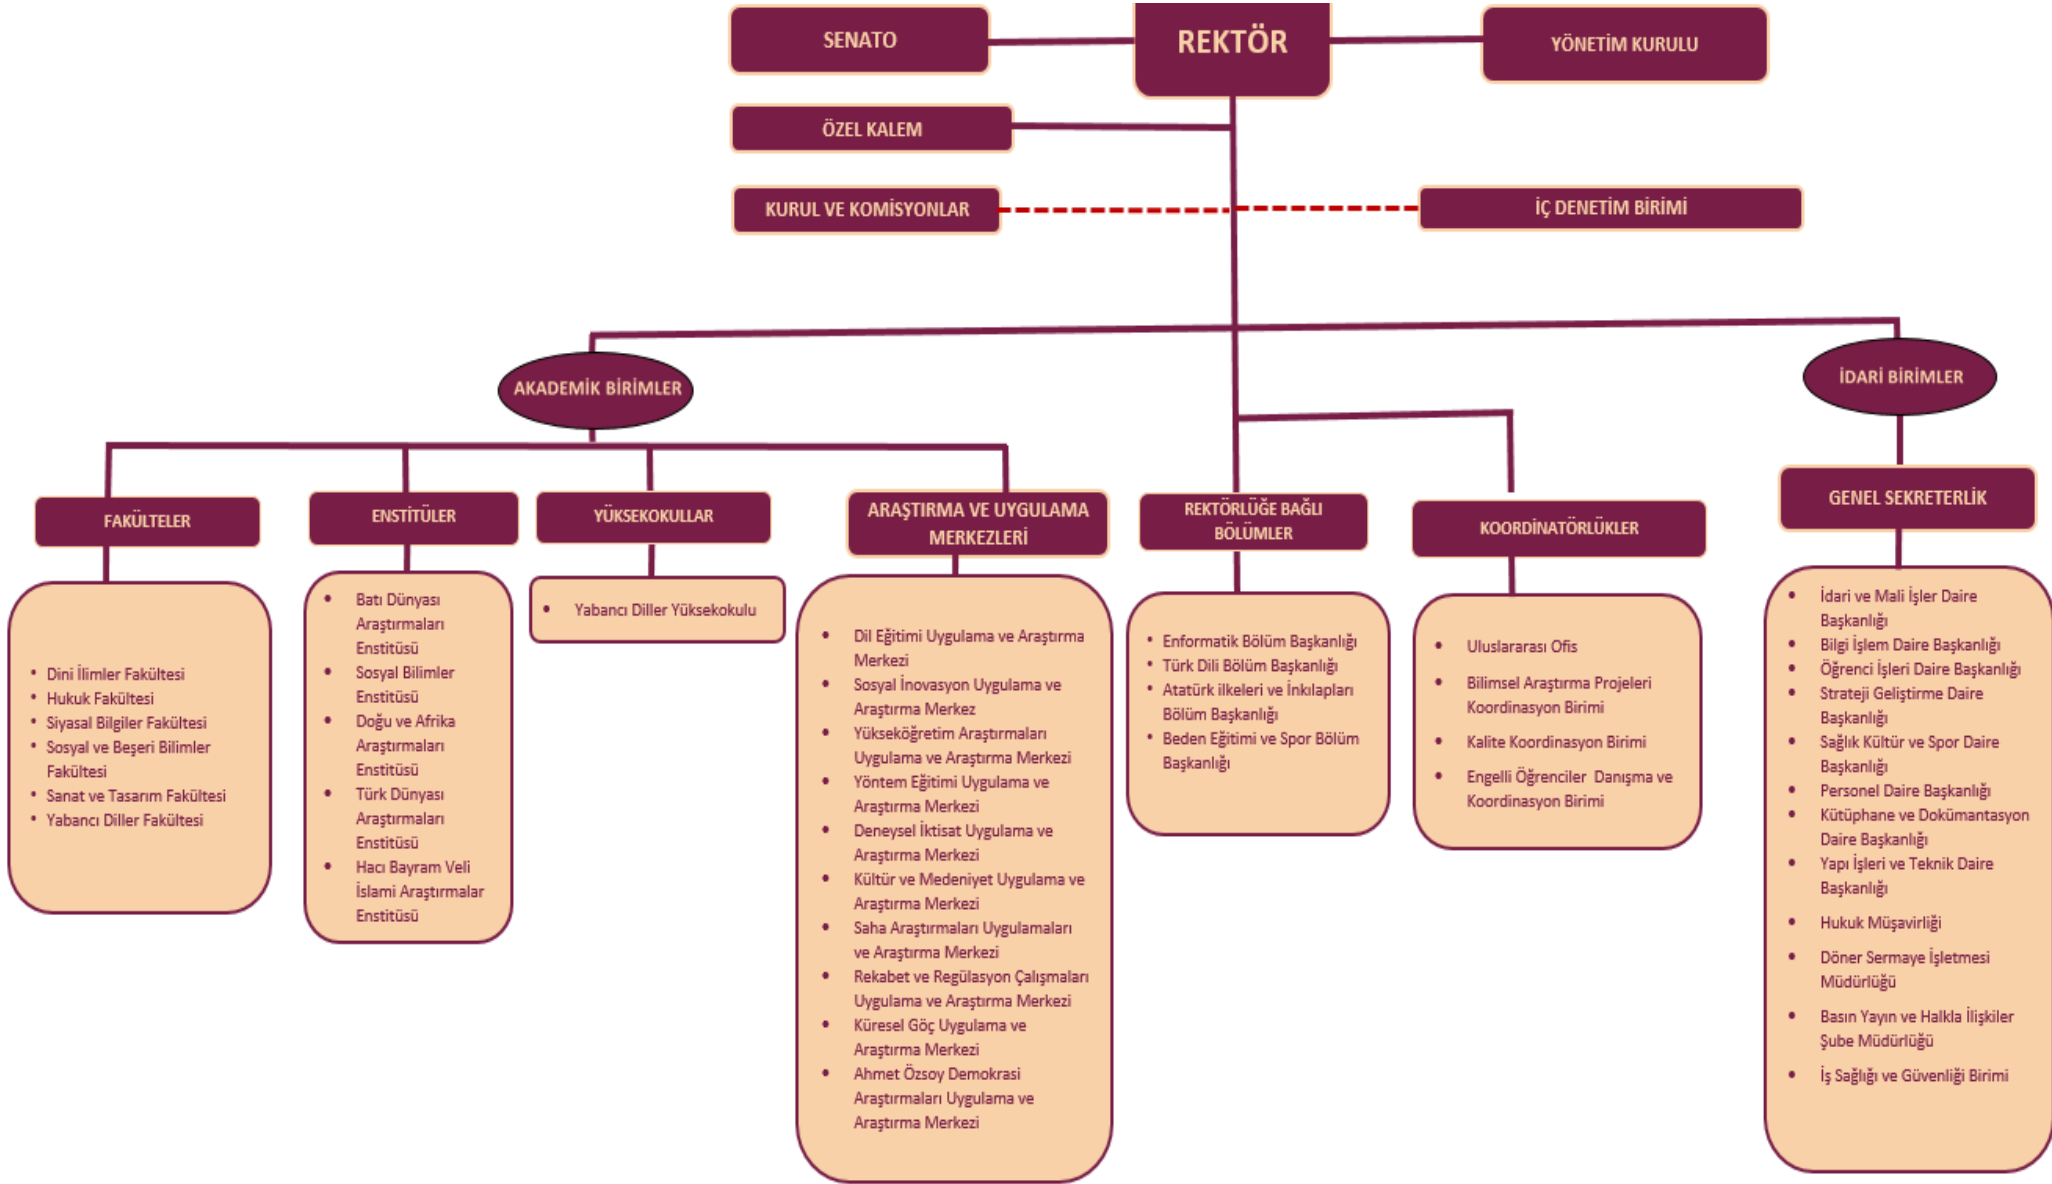 SENATO
REKTÖR
YÖNETİM KURULU
ÖZEL KALEM
KURUL VE KOMİSYONLAR
İÇ DENETİM BİRİMİ
AKADEMİK BİRİMLER
İDARİ BİRİMLER
FAKÜLTELER
• Dini İlimler Fakültesi
• Hukuk Fakültesi
• Siyasal Bilgiler Fakültesi
• Sosyal ve Beşeri Bilimler
Fakültesi
• Sanat ve Tasarım Fakültesi
• Yabancı Diller Fakültesi
ENSTİTÜLER
• Batı Dünyası
Araştırmaları
Enstitüsü
• Sosyal Bilimler
Enstitüsü
• Doğu ve Afrika
Araştırmaları
Enstitüsü
• Türk Dünyası
Araştırmaları
Enstitüsü
• Hacı Bayram Veli
İslami Araştırmalar
Enstitüsü
YÜKSEKOKULLAR
• Yabancı Diller Yüksekokulu
ARAŞTIRMA VE UYGULAMA
MERKEZLERİ
• Dil Eğitimi Uygulama ve Araştırma
Merkezi
• Sosyal İnovasyon Uygulama ve
Araştırma Merkez
• Yükseköğretim Araştırmaları
Uygulama ve Araştırma Merkezi
• Yöntem Eğitimi Uygulama ve
Araştırma Merkezi
• Deneysel İktisat Uygulama ve
Araştırma Merkezi
• Kültür ve Medeniyet Uygulama ve
Araştırma Merkezi
• Saha Araştırmaları Uygulamaları
ve Araştırma Merkezi
• Rekabet ve Regülasyon Çalışmaları
Uygulama ve Araştırma Merkezi
• Küresel Göç Uygulama ve
Araştırma Merkezi
• Ahmet Özsoy Demokrasi
Araştırmaları Uygulama ve
Araştırma Merkezi
REKTÖRLÜĞE BAĞLI
BÖLÜMLER
• Enformatik Bölüm Başkanlığı
• Türk Dili Bölüm Başkanlığı
• Atatürk ilkeleri ve İnkılapları
Bölüm Başkanlığı
• Beden Eğitimi ve Spor Bölüm
Başkanlığı
KOORDİNATÖRLÜKLER
• Uluslararası Ofis
• Bilimsel Araştırma Projeleri
Koordinasyon Birimi
• Kalite Koordinasyon Birimi
• Engelli Öğrenciler Danışma ve
Koordinasyon Birimi
GENEL SEKRETERLİK
• İdari ve Mali İşler Daire
Başkanlığı
• Bilgi İşlem Daire Başkanlığı
• Öğrenci İşleri Daire Başkanlığı
• Strateji Geliştirme Daire
Başkanlığı
• Sağlık Kültür ve Spor Daire
Başkanlığı
• Personel Daire Başkanlığı
• Kütüphane ve Dokümantasyon
Daire Başkanlığı
• Yapı İşleri ve Teknik Daire
Başkanlığı
• Hukuk Müşavirliği
• Döner Sermaye İşletmesi
Müdürlüğü
• Basın Yayın ve Halkla İlişkiler
Şube Müdürlüğü
• İş Sağlığı ve Güvenliği Birimi